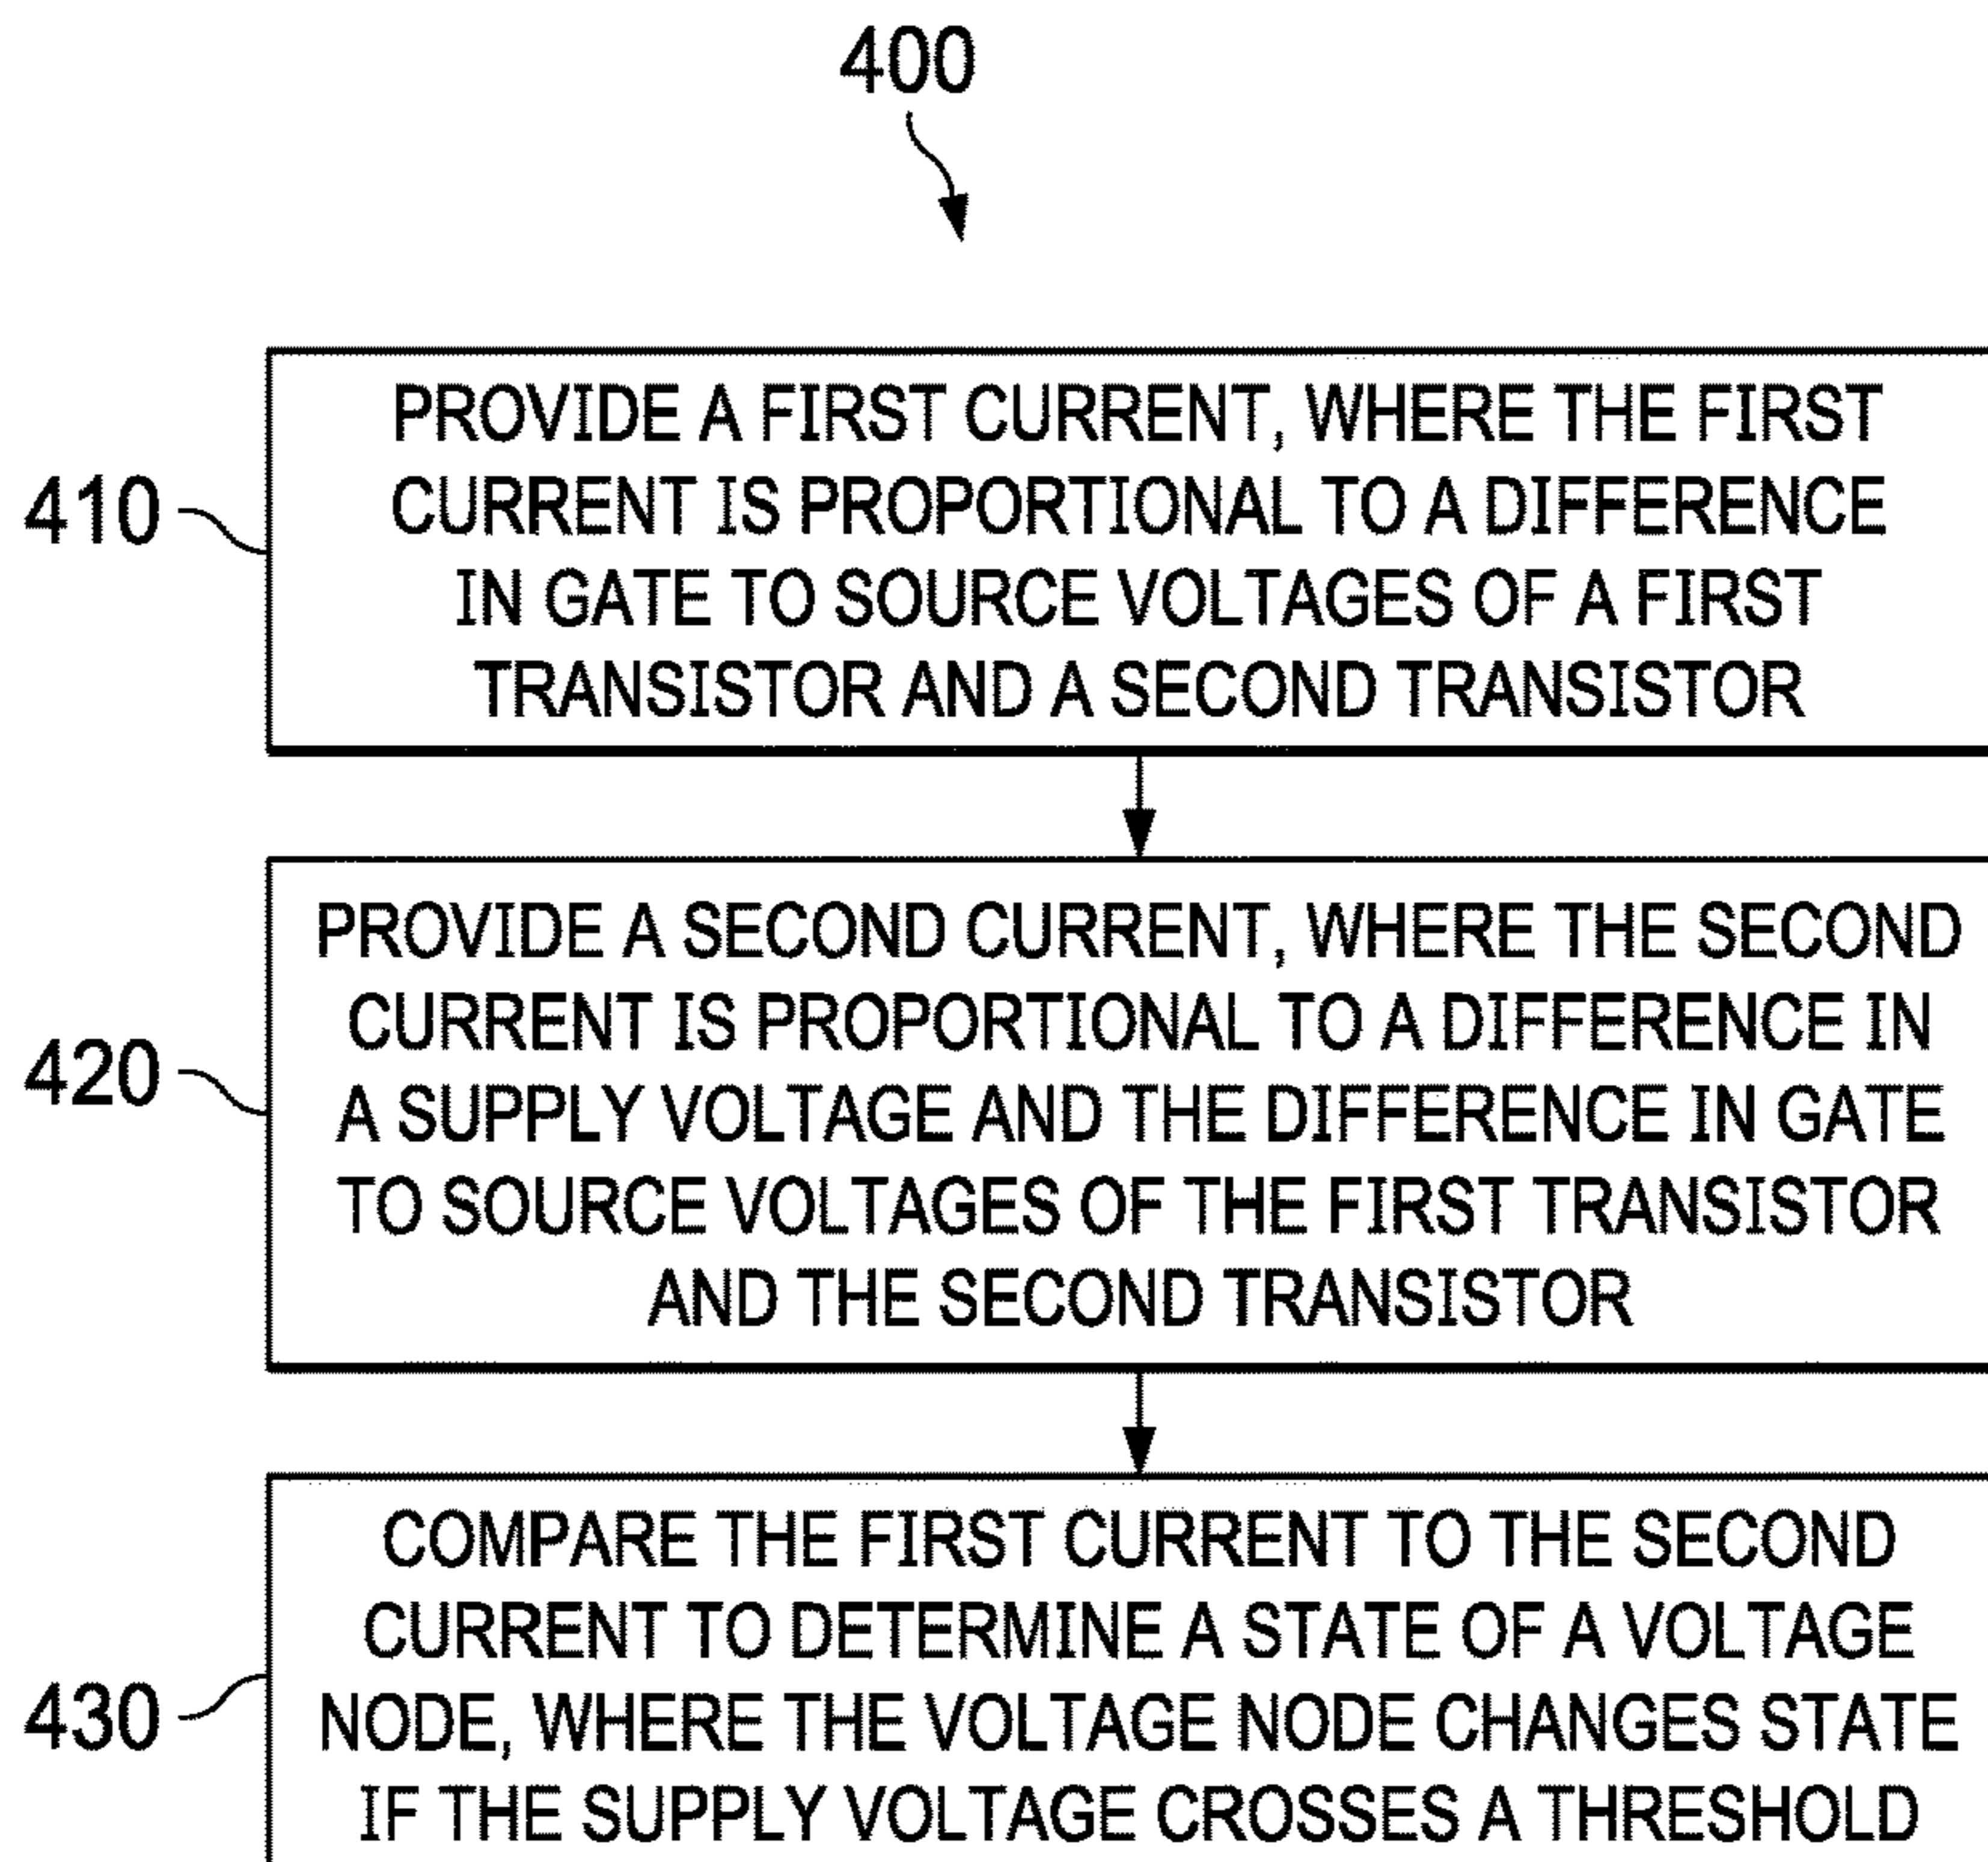 400
410
PROVIDE A FIRST CURRENT, WHERE THE FIRST
CURRENT IS PROPORTIONAL TO A DIFFERENCE
IN GATE TO SOURCE VOLTAGES OF A FIRST
TRANSISTOR AND A SECOND TRANSISTOR
420
PROVIDE A SECOND CURRENT, WHERE THE SECOND
CURRENT IS PROPORTIONAL TO A DIFFERENCE IN
A SUPPLY VOLTAGE AND THE DIFFERENCE IN GATE
TO SOURCE VOLTAGES OF THE FIRST TRANSISTOR
AND THE SECOND TRANSISTOR
430
COMPARE THE FIRST CURRENT TO THE SECOND
CURRENT TO DETERMINE A STATE OF A VOLTAGE
NODE, WHERE THE VOLTAGE NODE CHANGES STATE
IF THE SUPPLY VOLTAGE CROSSES A THRESHOLD